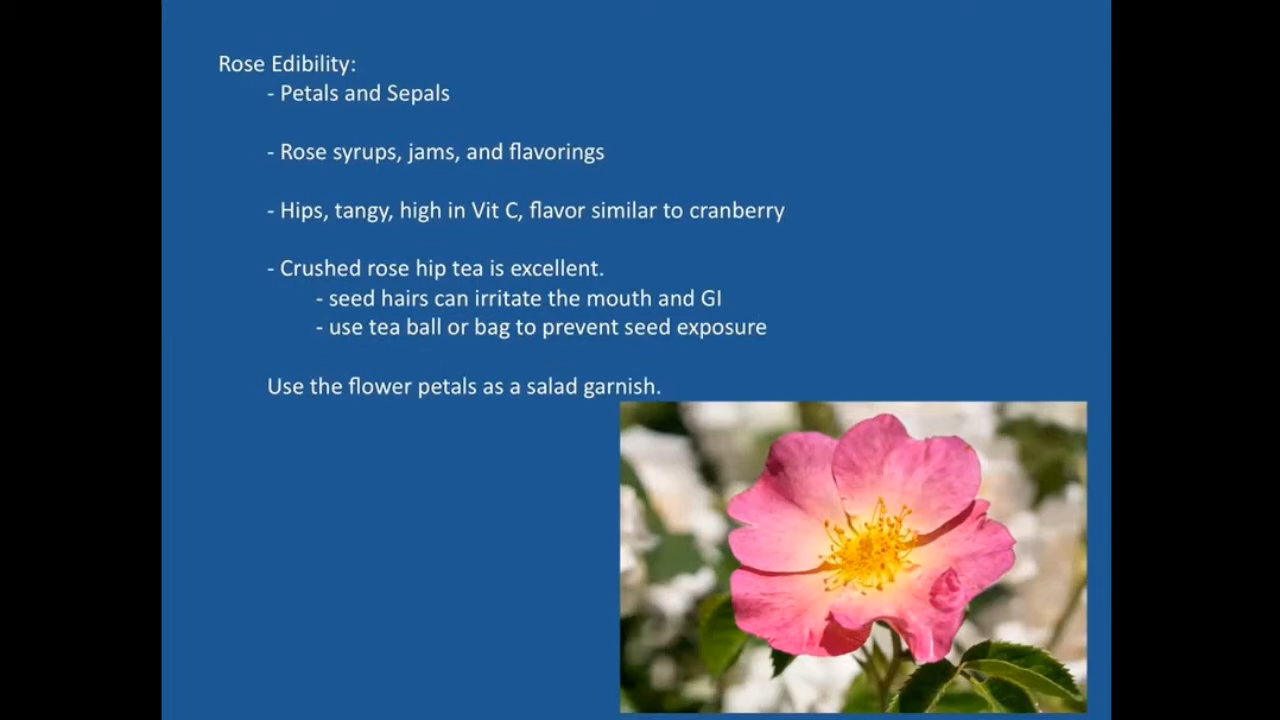 Rose Edibility:
- Petals and Sepals
- Rose syrups, jams, and flavorings
- Hips, tangy, high in Vit C, flavor similar to cranberry
- Crushed rose hip tea is excellent.
- seed hairs can irritate the mouth and GI
- use tea ball or bag to prevent seed exposure
Use the flower petals as a salad garnish.